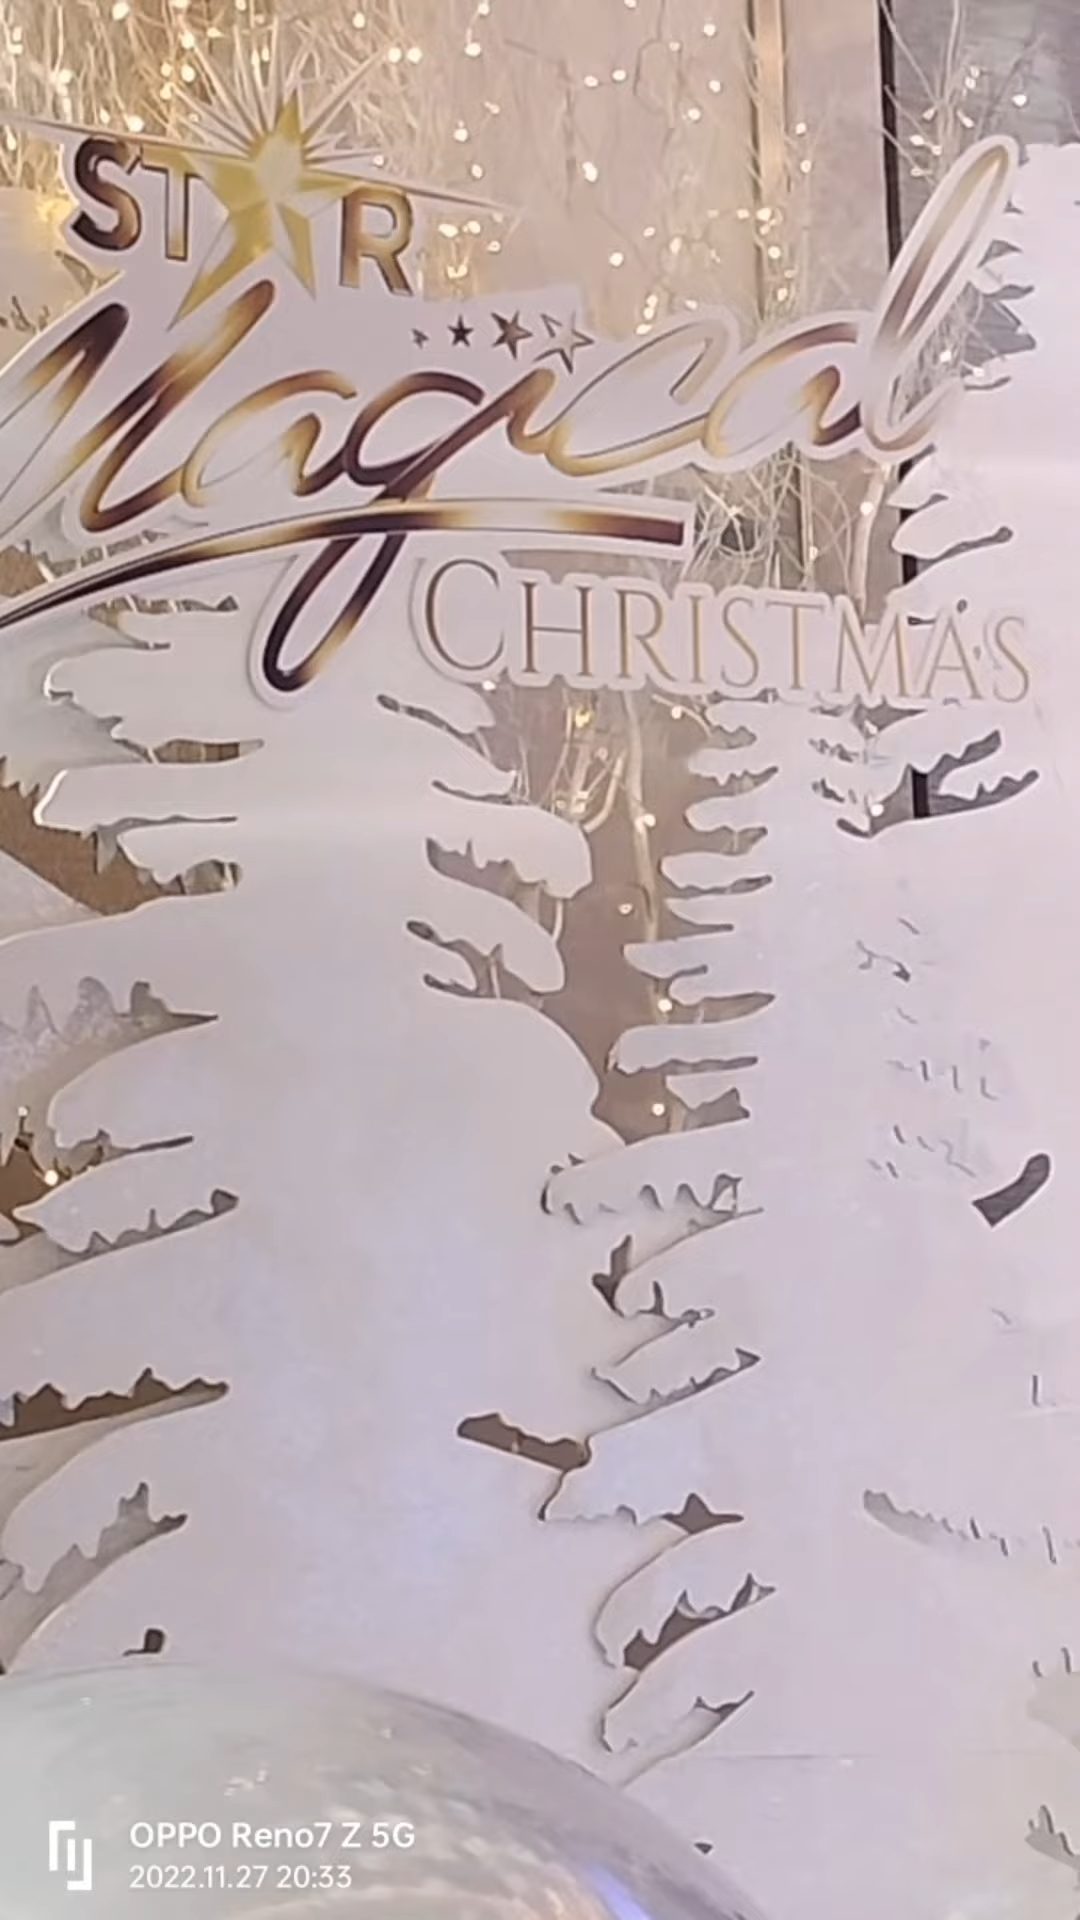 STAR
Magical
CHRISTMAS
OPPO Reno7 Z 5G
2022.11.27 20:33